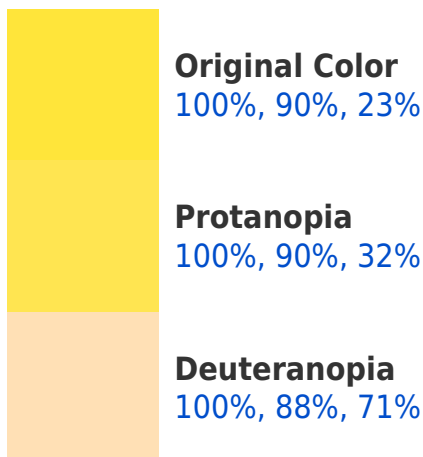 Original Color
100%, 90%, 23%
Protanopia
100%, 90%, 32%
Deuteranopia
100%, 88%, 71%